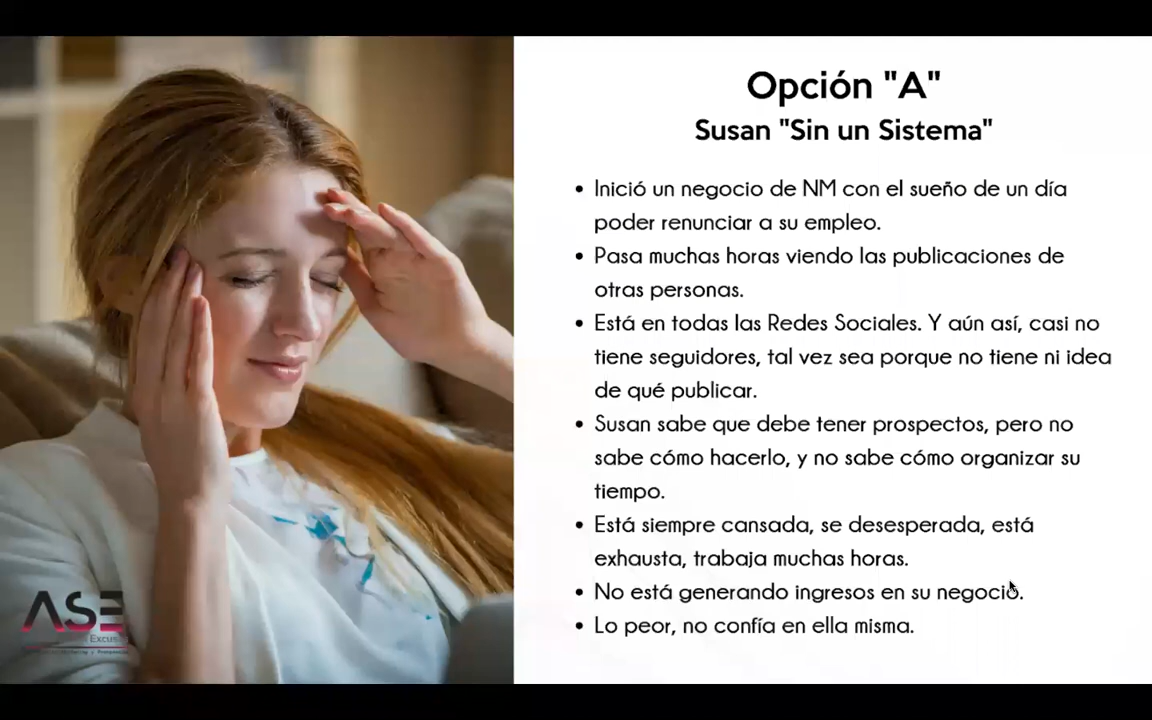 Opción "A"
Susan "Sin un Sistema"
• Inició un negocio de NM con el sueño de un día
poder renunciar a su empleo.
• Pasa muchas horas viendo las publicaciones de
otras personas.
• Está en todas las Redes Sociales. Y aún así, casi no
tiene seguidores, tal vez sea porque no tiene ni idea
de qué publicar.
• Susan sabe que debe tener prospectos, pero no
sabe cómo hacerlo, y no sabe cómo organizar su
tiempo.
• Está siempre cansada, se desesperada, está
exhausta, trabaja muchas horas.
• No está generando ingresos en su negocio.
• Lo peor, no confía en ella misma.
ASE